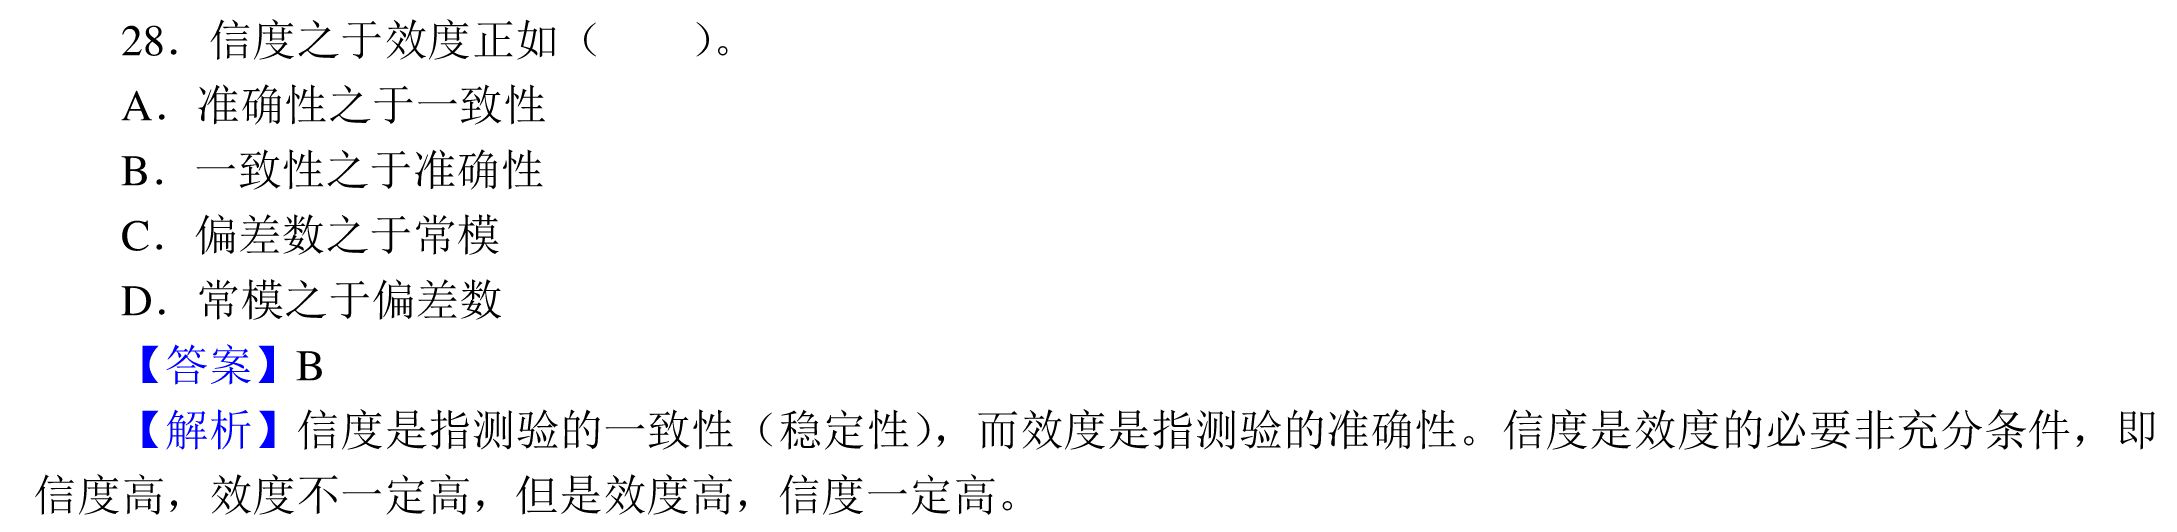 28．信度之于效度正如（　　）。
A．准确性之于一致性
B．一致性之于准确性
C．偏差数之于常模
D．常模之于偏差数
【答案】B
【解析】信度是指测验的一致性（稳定性），而效度是指测验的准确性。信度是效度的必要非充分条件，即
信度高，效度不一定高，但是效度高，信度一定高。